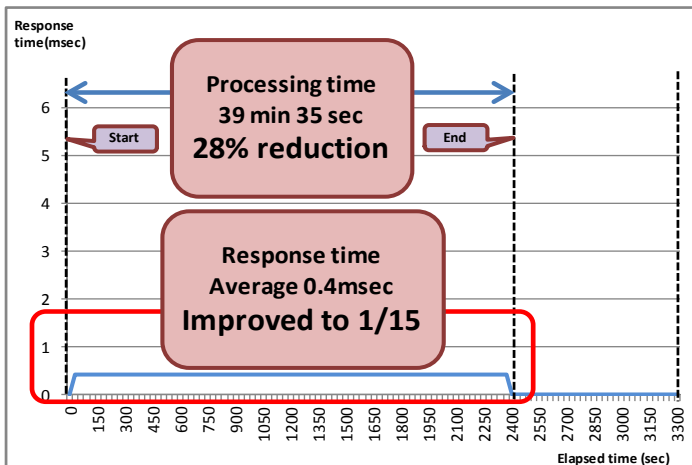 Response
time(msec)
Processing time
39 min 35 sec
28% reduction
Start
End
Response time
Average 0.4msec
Improved to 1/15
6
5
4
3
2
1
0
0 150 300 450 600 750 900 1050 1200 1350 1500 1650 1800 1950 2100 2250 2400 2550 2700 2850 3000 3150 3300
Elapsed time (sec)